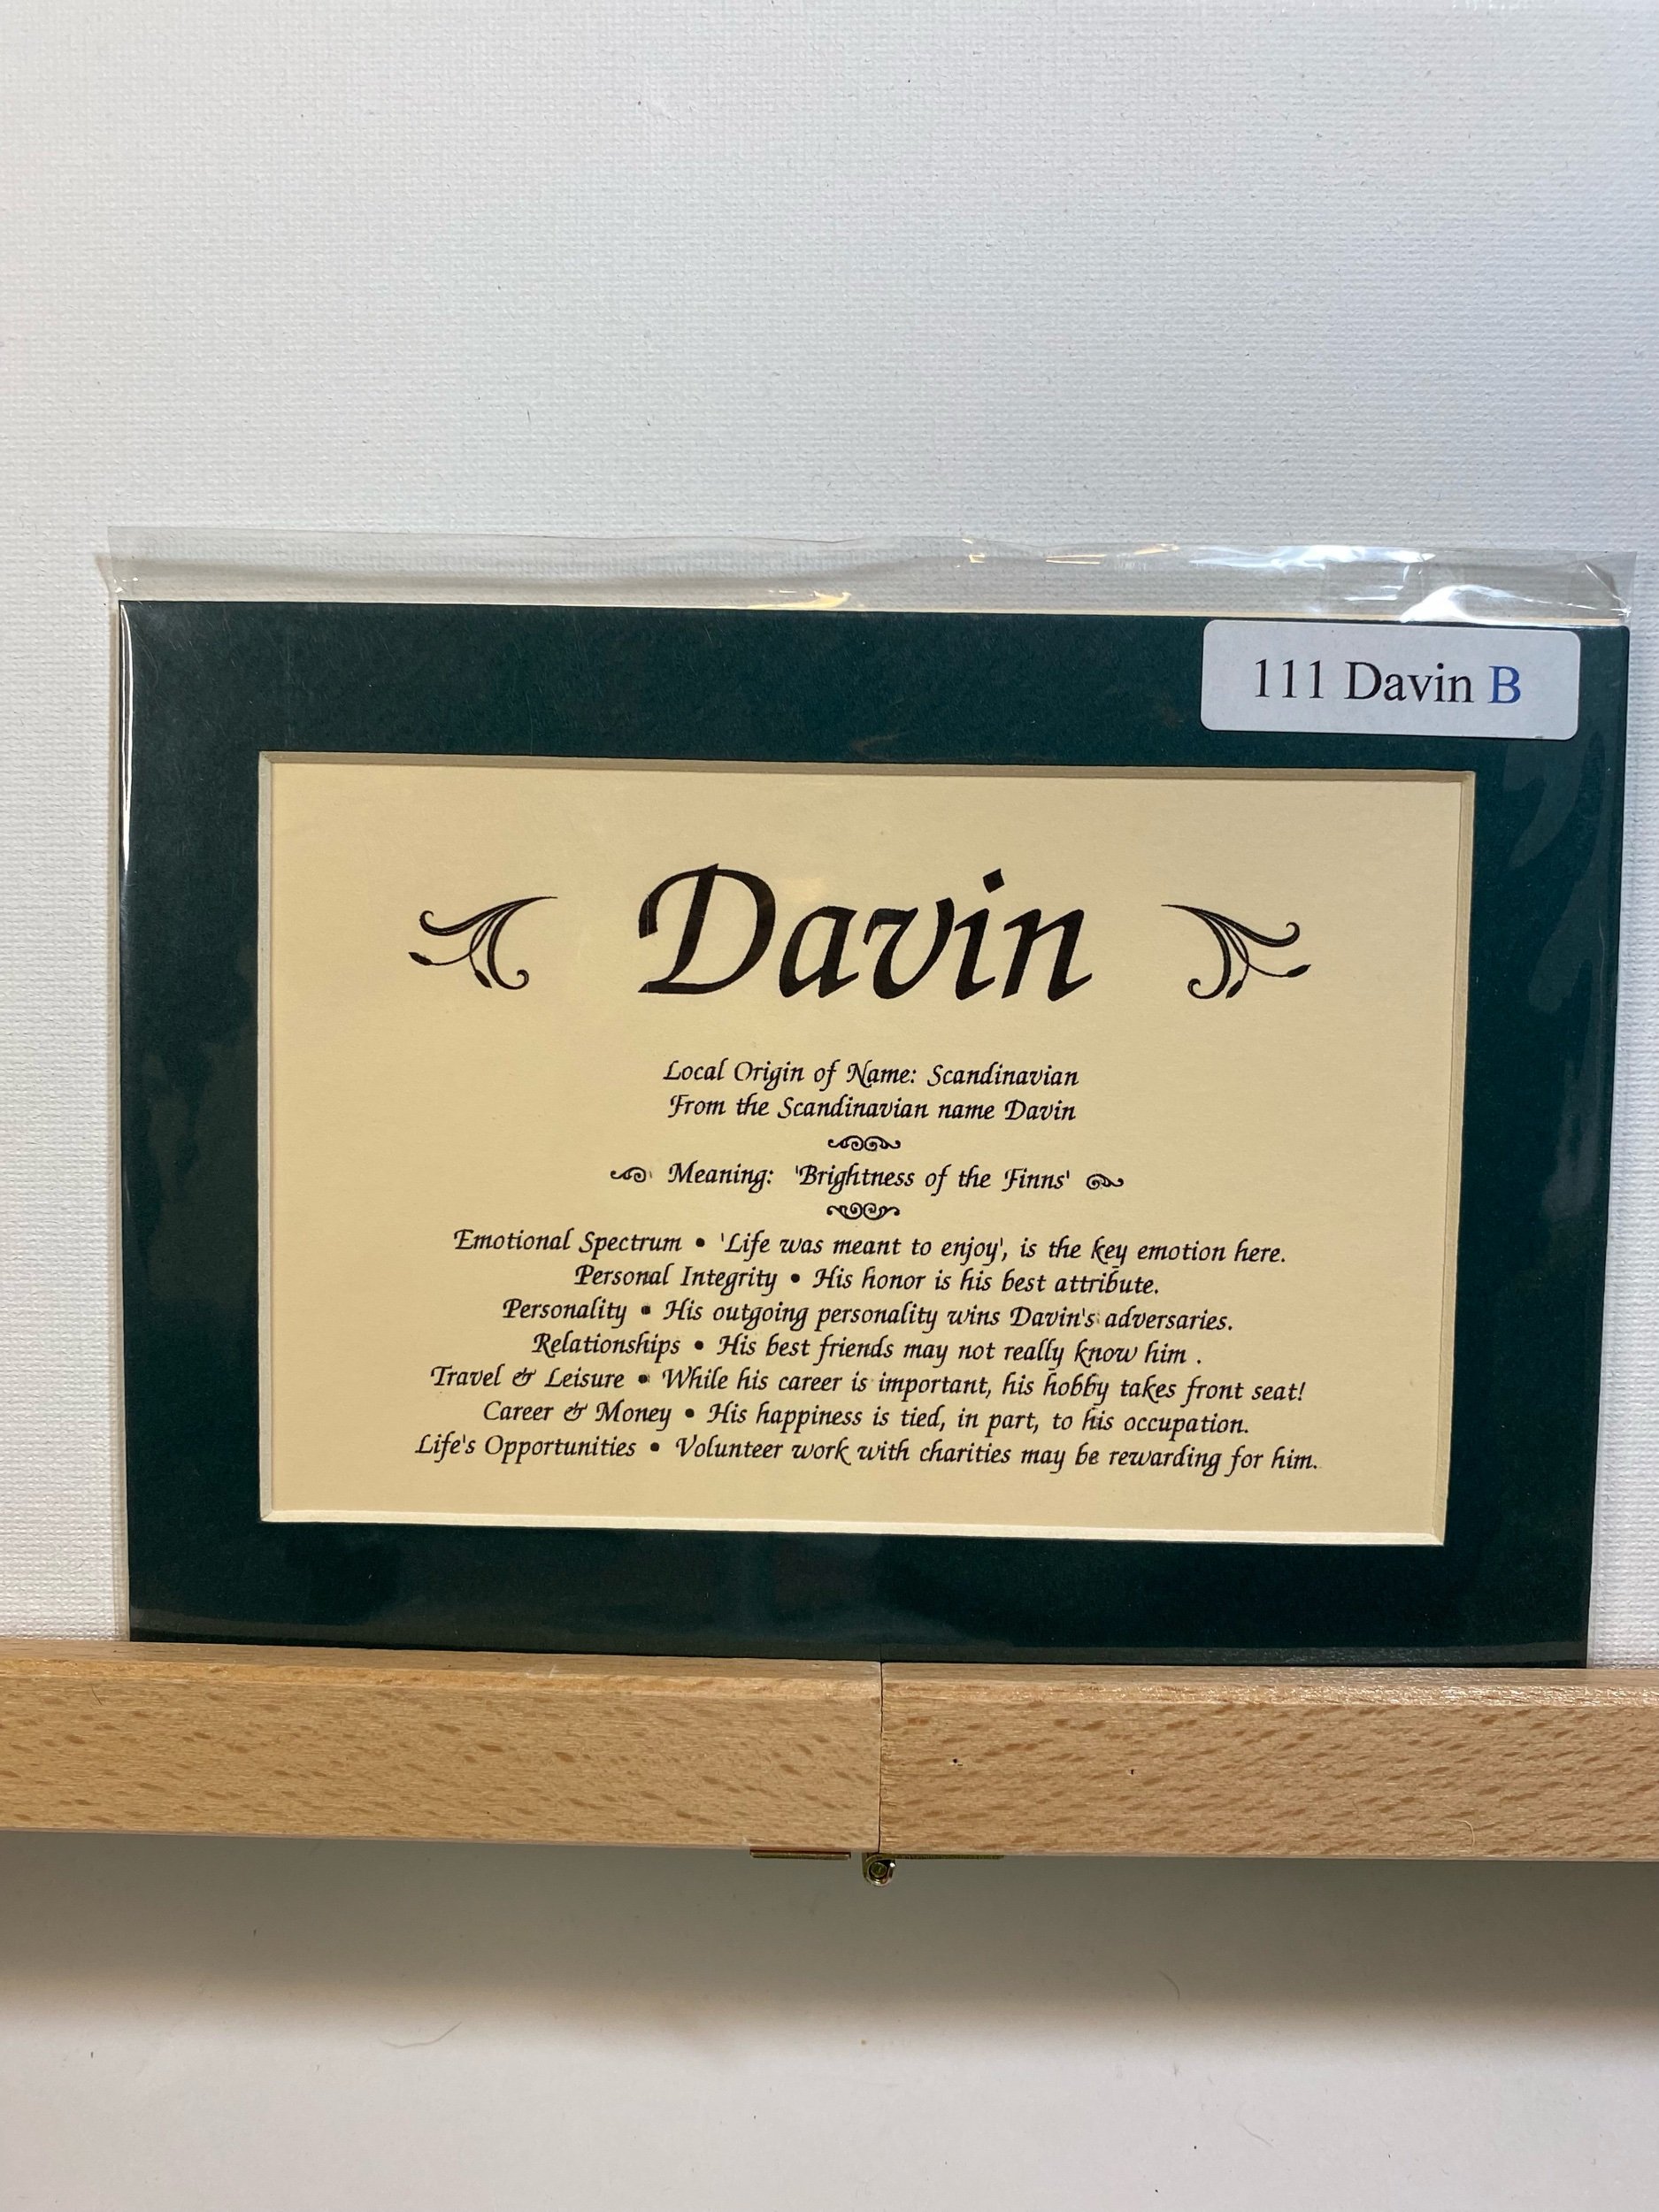 111 Davin B
Davin
Local Origin of Name: Scandinavian
From the Scandinavian name Davin
Meaning: 'Brightness of the Finns'
Emotional Spectrum • 'Life was meant to enjoy', is the key emotion here.
Personal Integrity • His honor is his best attribute.
Personality • His outgoing personality wins Davin's adversaries.
Relationships • His best friends may not really know him .
Travel & Leisure • While his career is important, his hobby takes front seat!
Career & Money • His happiness is tied, in part, to his occupation.
Life's Opportunities • Volunteer work with charities may be rewarding for him.